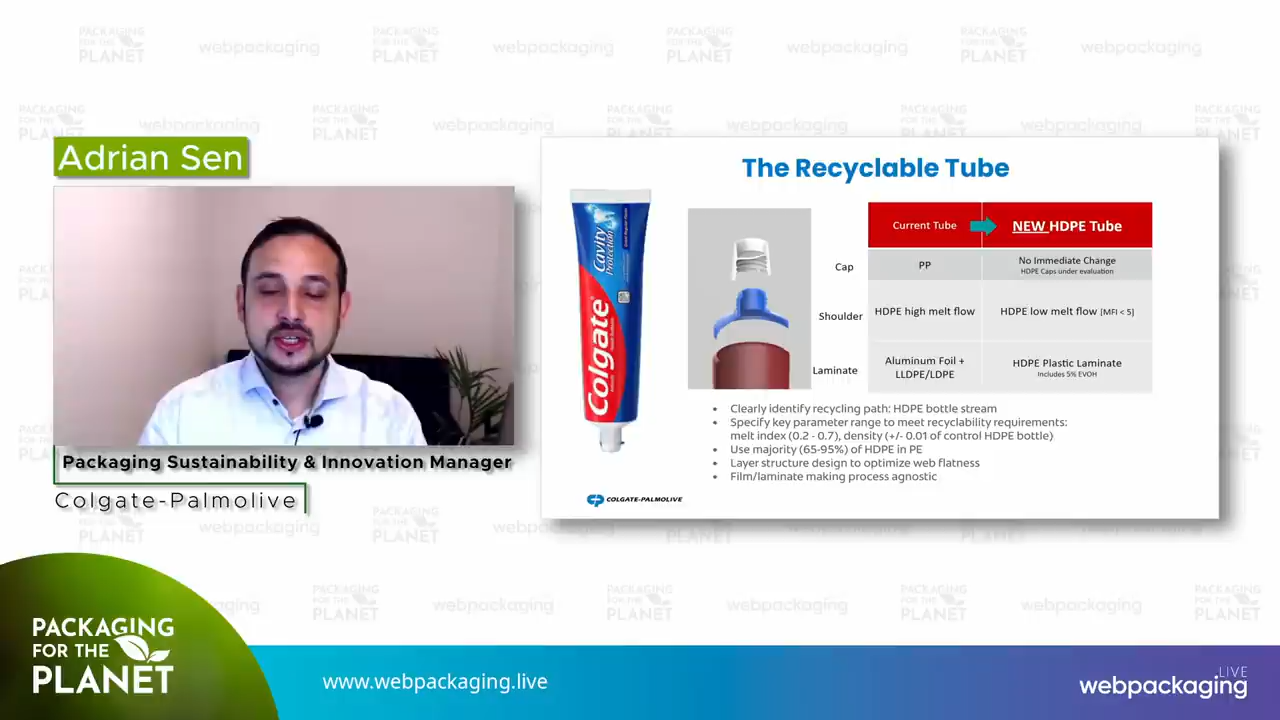 Adrian Sen
Packaging Sustainability & Innovation Manager
Colgate-Palmolive
The Recyclable Tube
Cavity
Protection
Colgate
Current Tube
NEW HDPE Tube
Cap
PP
No Immediate Change
HDPE Caps under evaluation
Shoulder
HDPE high melt flow
HDPE low melt flow (MFI < 5)
Laminate
Aluminum Foil +
LLDPE/LDPE
HDPE Plastic Laminate
Includes 5% EVOH
• Clearly identify recycling path: HDPE bottle stream
• Specify key parameter range to meet recyclability requirements:
melt index (0.2 - 0.7), density (+/- 0.01 of control HDPE bottle)
• Use majority (65-95%) of HDPE in PE
• Layer structure design to optimize web flatness
• Film/laminate making process agnostic
COLGATE-PALMOLIVE
PACKAGING
FOR THE
PLANET
www.webpackaging.live
LIVE
webpackaging